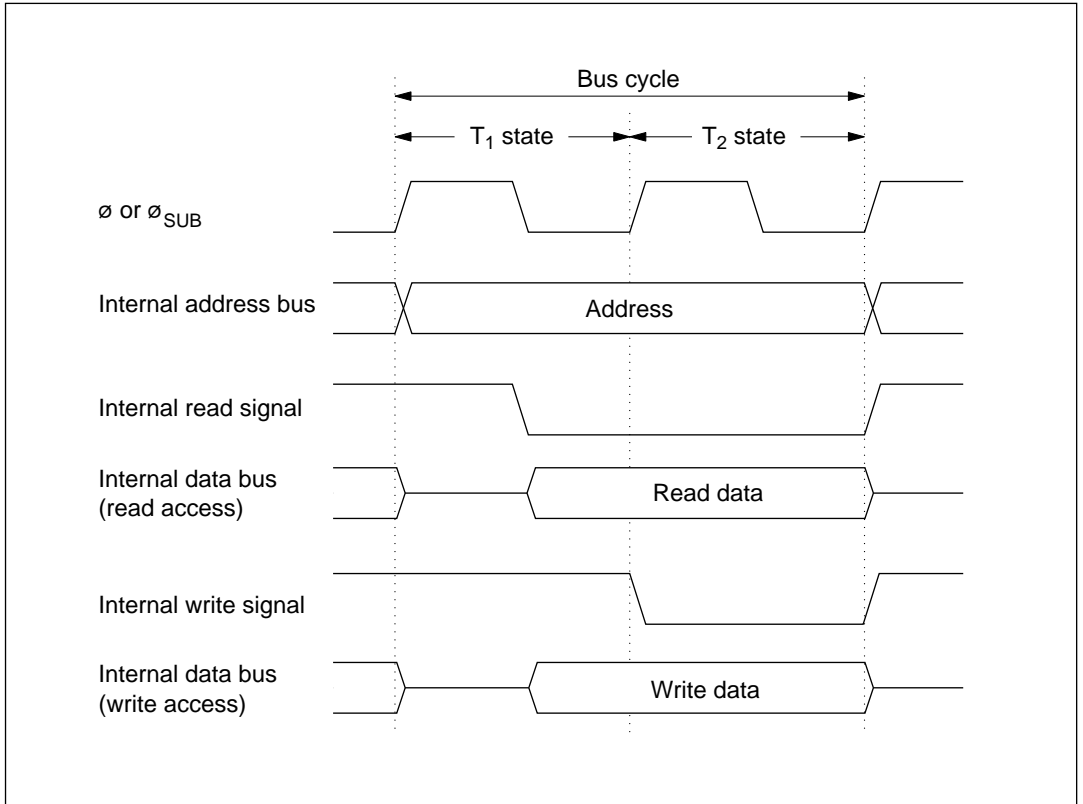 Bus cycle
T1 state
T2 state
ø or øSUB
Internal address bus
Address
Internal read signal
Internal data bus
(read access)
Read data
Internal write signal
Internal data bus
(write access)
Write data